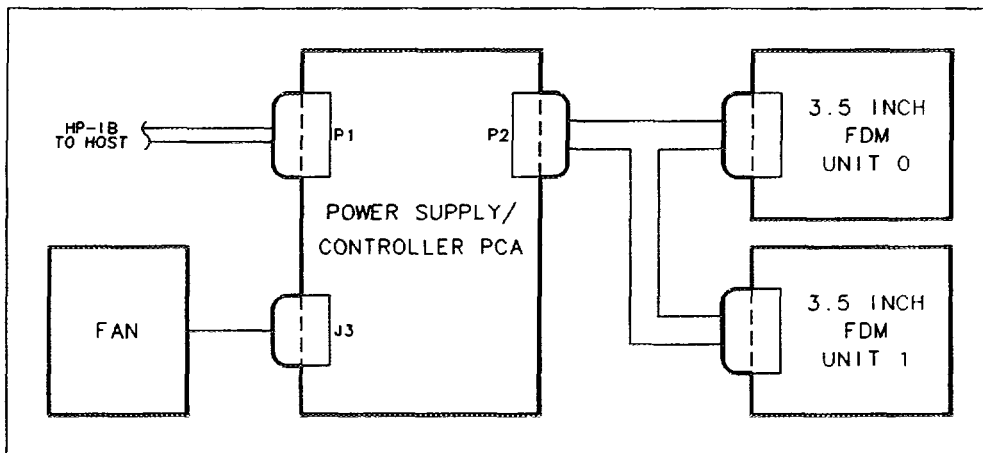 HP-IB
TO HOST
P1
P2
3.5 INCH
FDM
UNIT 0
POWER SUPPLY/
CONTROLLER PCA
FAN
J3
3.5 INCH
FDM
UNIT 1